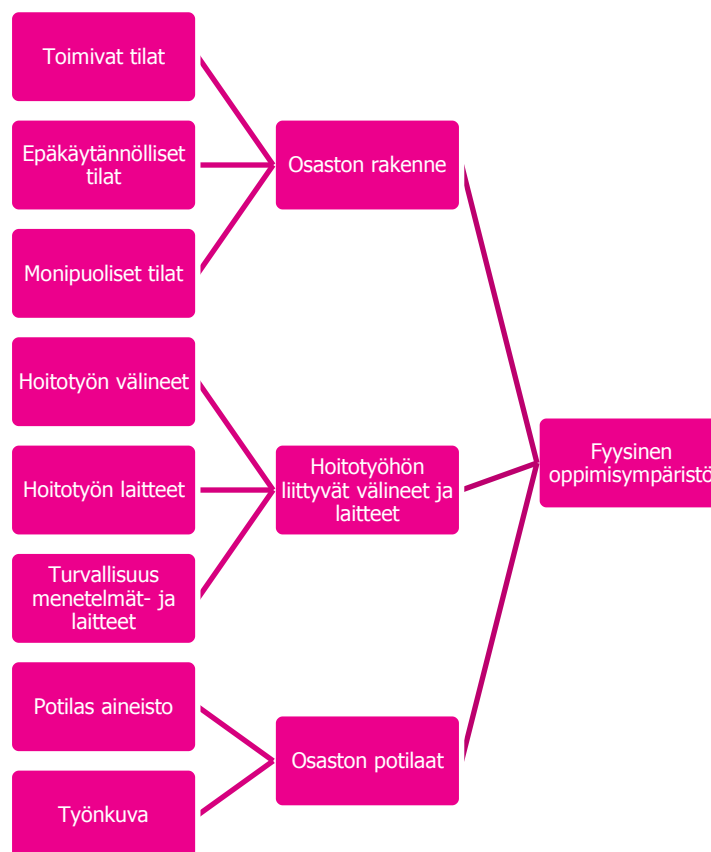 Toimivat tilat
Epäkäytännölliset
tilat
Monipuoliset tilat
Hoitotyön välineet
Hoitotyön laitteet
Turvallisuus
menetelmät- ja
laitteet
Potilas aineisto
Työnkuva
Osaston rakenne
Hoitotyöhön
liittyvät välineet ja
laitteet
Osaston potilaat
Fyysinen
oppimisympäristö